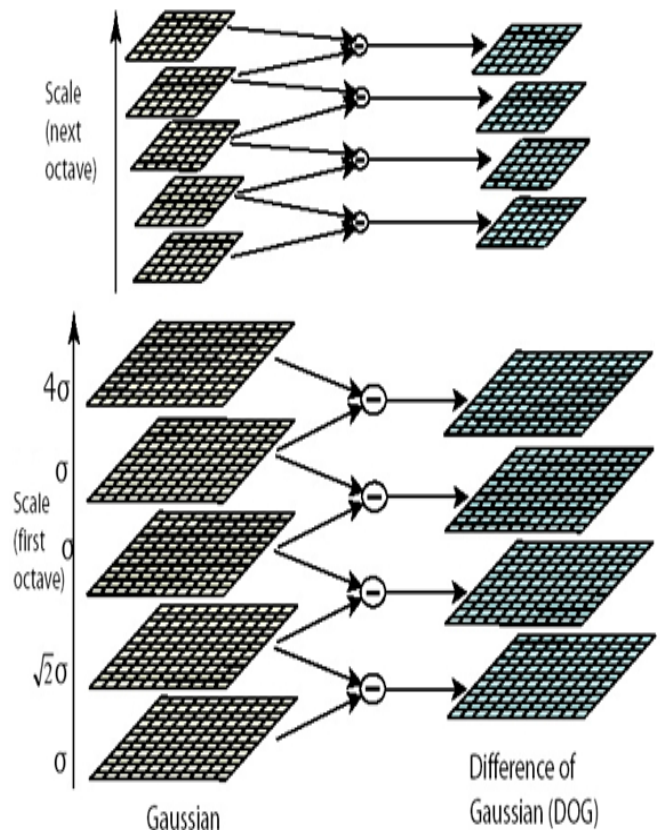 Scale
(next
octave)
4σ
σ
Scale
(first σ
octave)
√2σ
σ
Gaussian
Difference of
Gaussian (DOG)